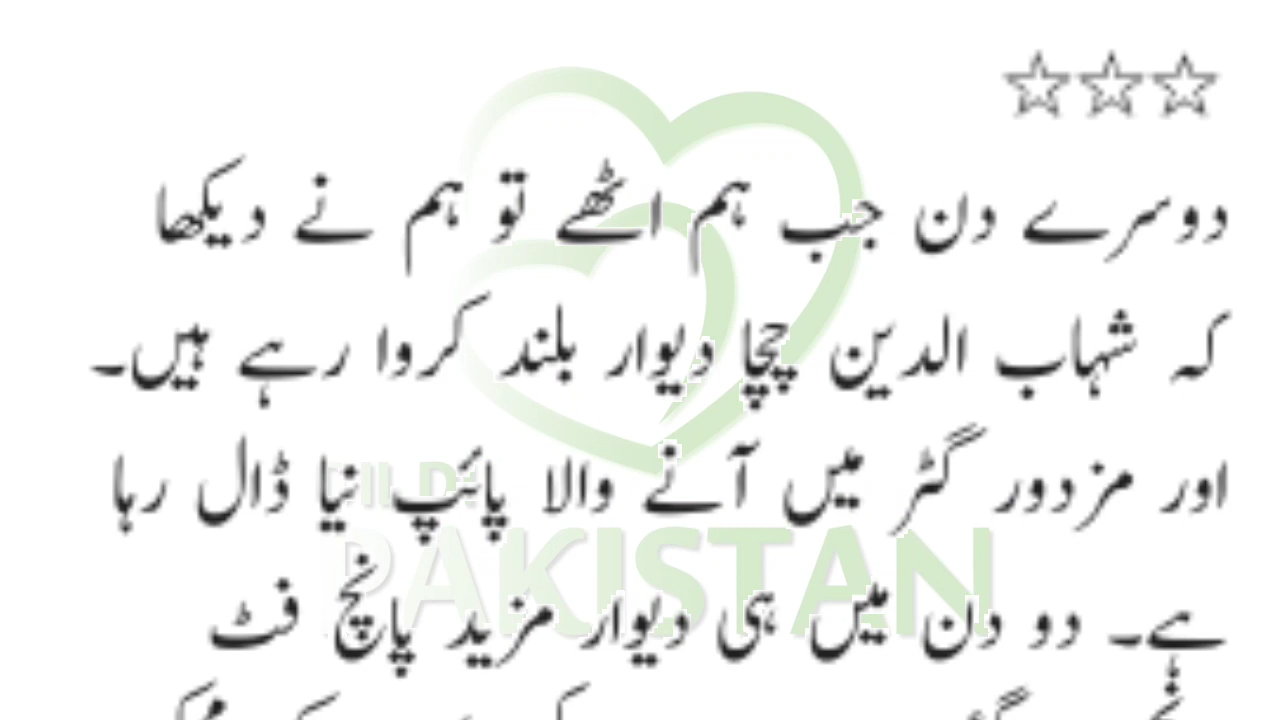 ☆☆☆
دوسرے دن جب ہم اٹھے تو ہم نے دیکھا
کہ شہاب الدین چچا دیوار بلند کروا رہے ہیں۔
اور مزدور گٹر میں آنے والا پائپ نیا ڈال رہا
ہے۔ دو دن میں ہی دیوار مزید پانچ فٹ
PAKISTAN